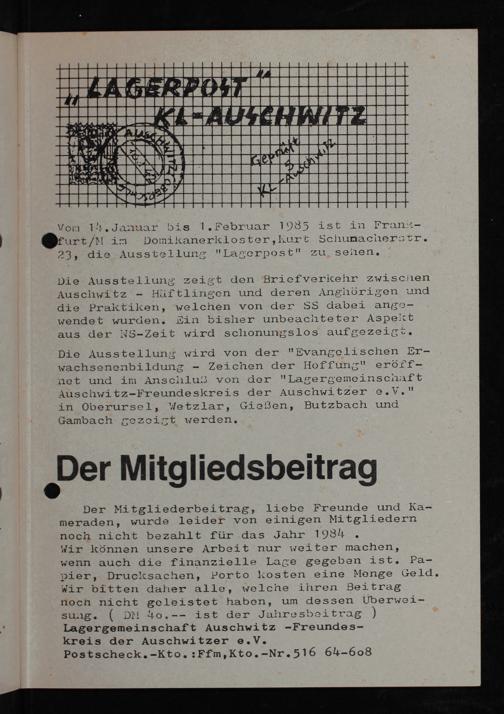 „LAGERPOST"
KL-AUSCHWITZ
AUSCHWITZ
Geprüft
KL-Auschwitz
Vom 14.Januar bis 1.Februar 1985 ist in Frank-
furt/M im Domikanerkloster,kurt Schumacherstr.
23, die Ausstellung "Lagerpost" zu sehen.
Die Ausstellung zeigt den Briefverkehr zwischen
Auschwitz - Häftlingen und deren Anghörigen und
die Praktiken, welchen von der SS dabei ange-
wendet wurden. Ein bisher unbeachteter Aspekt
aus der NS-Zeit wird schonungslos aufgezeigt.
Die Ausstellung wird von der "Evangelischen Er-
wachsenenbildung - Zeichen der Hoffung" eröff-
net und im Anschluß von der "Lagergemeinschaft
Auschwitz-Freundeskreis der Auschwitzer e.V."
in Oberursel, Wetzlar, Gießen, Butzbach und
Gambach gezeigt werden.
Der Mitgliedsbeitrag
Der Mitgliederbeitrag, liebe Freunde und Ka-
meraden, wurde leider von einigen Mitgliedern
noch nicht bezahlt für das Jahr 1984 .
Wir können unsere Arbeit nur weiter machen,
wenn auch die finanzielle Lage gegeben ist. Pa-
pier, Drucksachen, Porto kosten eine Menge Geld.
Wir bitten daher alle, welche ihren Beitrag
noch nicht geleistet haben, um dessen Überwei-
sung. ( DM 40.-- ist der Jahresbeitrag )
Lagergemeinschaft Auschwitz -Freundes-
kreis der Auschwitzer e.V.
Postscheck.-Kto.:Ffm,Kto.-Nr.516 64-608